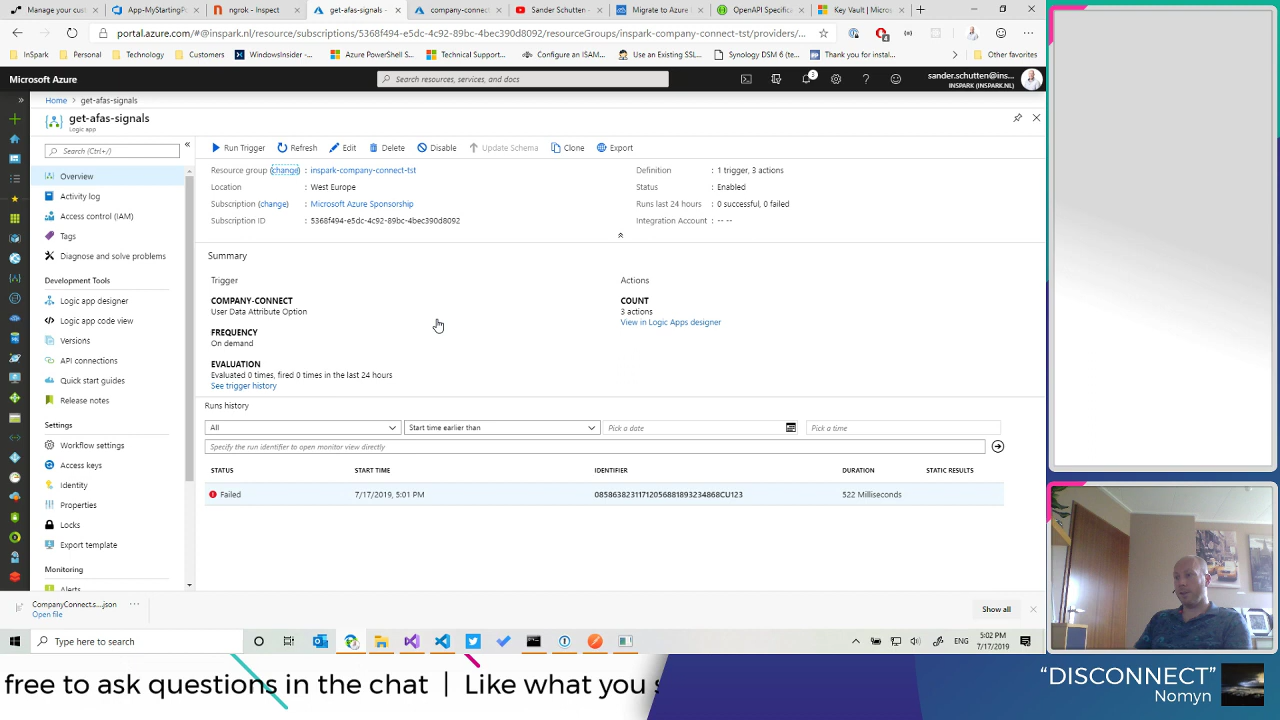 Manage your custom
App-MyStartingPoi
ngrok - Inspect
get-afas-signals -
company-connect-
Sander Schutten -
Migrate to Azure
OpenAPI Specifica
Key Vault | Micros
portal.azure.com/#@inspark.nl/resource/subscriptions/5368f494-e5dc-4c92-89bc-4bec390d8092/resourceGroups/inspark-company-connect-tst/providers/...
InSpark
Technology
Customers
WindowsInsider -...
Azure PowerShell S...
Microsoft Azure Sp...
Configure an ISAM...
Use an Existing SSL...
Synology DSM 6 (in...
Other favorites
Microsoft Azure
Search resources, services, and docs
3
sander.schutten@ins...
INSPARK (INSPARK.NL)
Home > get-afas-signals
get-afas-signals
Logic app
Search (Ctrl+/)
Overview
Activity log
Access control (IAM)
Tags
Diagnose and solve problems
Development Tools
Logic app designer
Logic app code view
Versions
API connections
Quick start guides
Release notes
Settings
Workflow settings
Access keys
Identity
Properties
Locks
Export template
Monitoring
Alerts
Run Trigger
Refresh
Edit
Delete
Disable
Update Schema
Clone
Export
Resource group (change) : inspark-company-connect-tst
Location : West Europe
Subscription (change) : Microsoft Azure Sponsorship
Subscription ID : 5368f494-e5dc-4c92-89bc-4bec390d8092
Definition : 1 trigger, 3 actions
Status : Enabled
Runs last 24 hours : 0 successful, 0 failed
Integration Account : -- --
Summary
Trigger
COMPANY-CONNECT
User Data Attribute Option
FREQUENCY
On demand
EVALUATION
Evaluated 0 times, fired 0 times in the last 24 hours
See trigger history
Actions
COUNT
3 actions
View in Logic Apps designer
Runs history
All
Start time earlier than
Pick a date
Pick a time
Specify the run identifier to open monitor view directly
STATUS START TIME IDENTIFIER DURATION STATIC RESULTS
Failed 7/17/2019, 5:01 PM 08586382311712056881893234868CU123 522 Milliseconds
CompanyConnect.s....json
Open file
Show all
Type here to search
ENG
5:02 PM
7/17/2019
free to ask questions in the chat | Like what you s
“DISCONNECT”
Nomyn